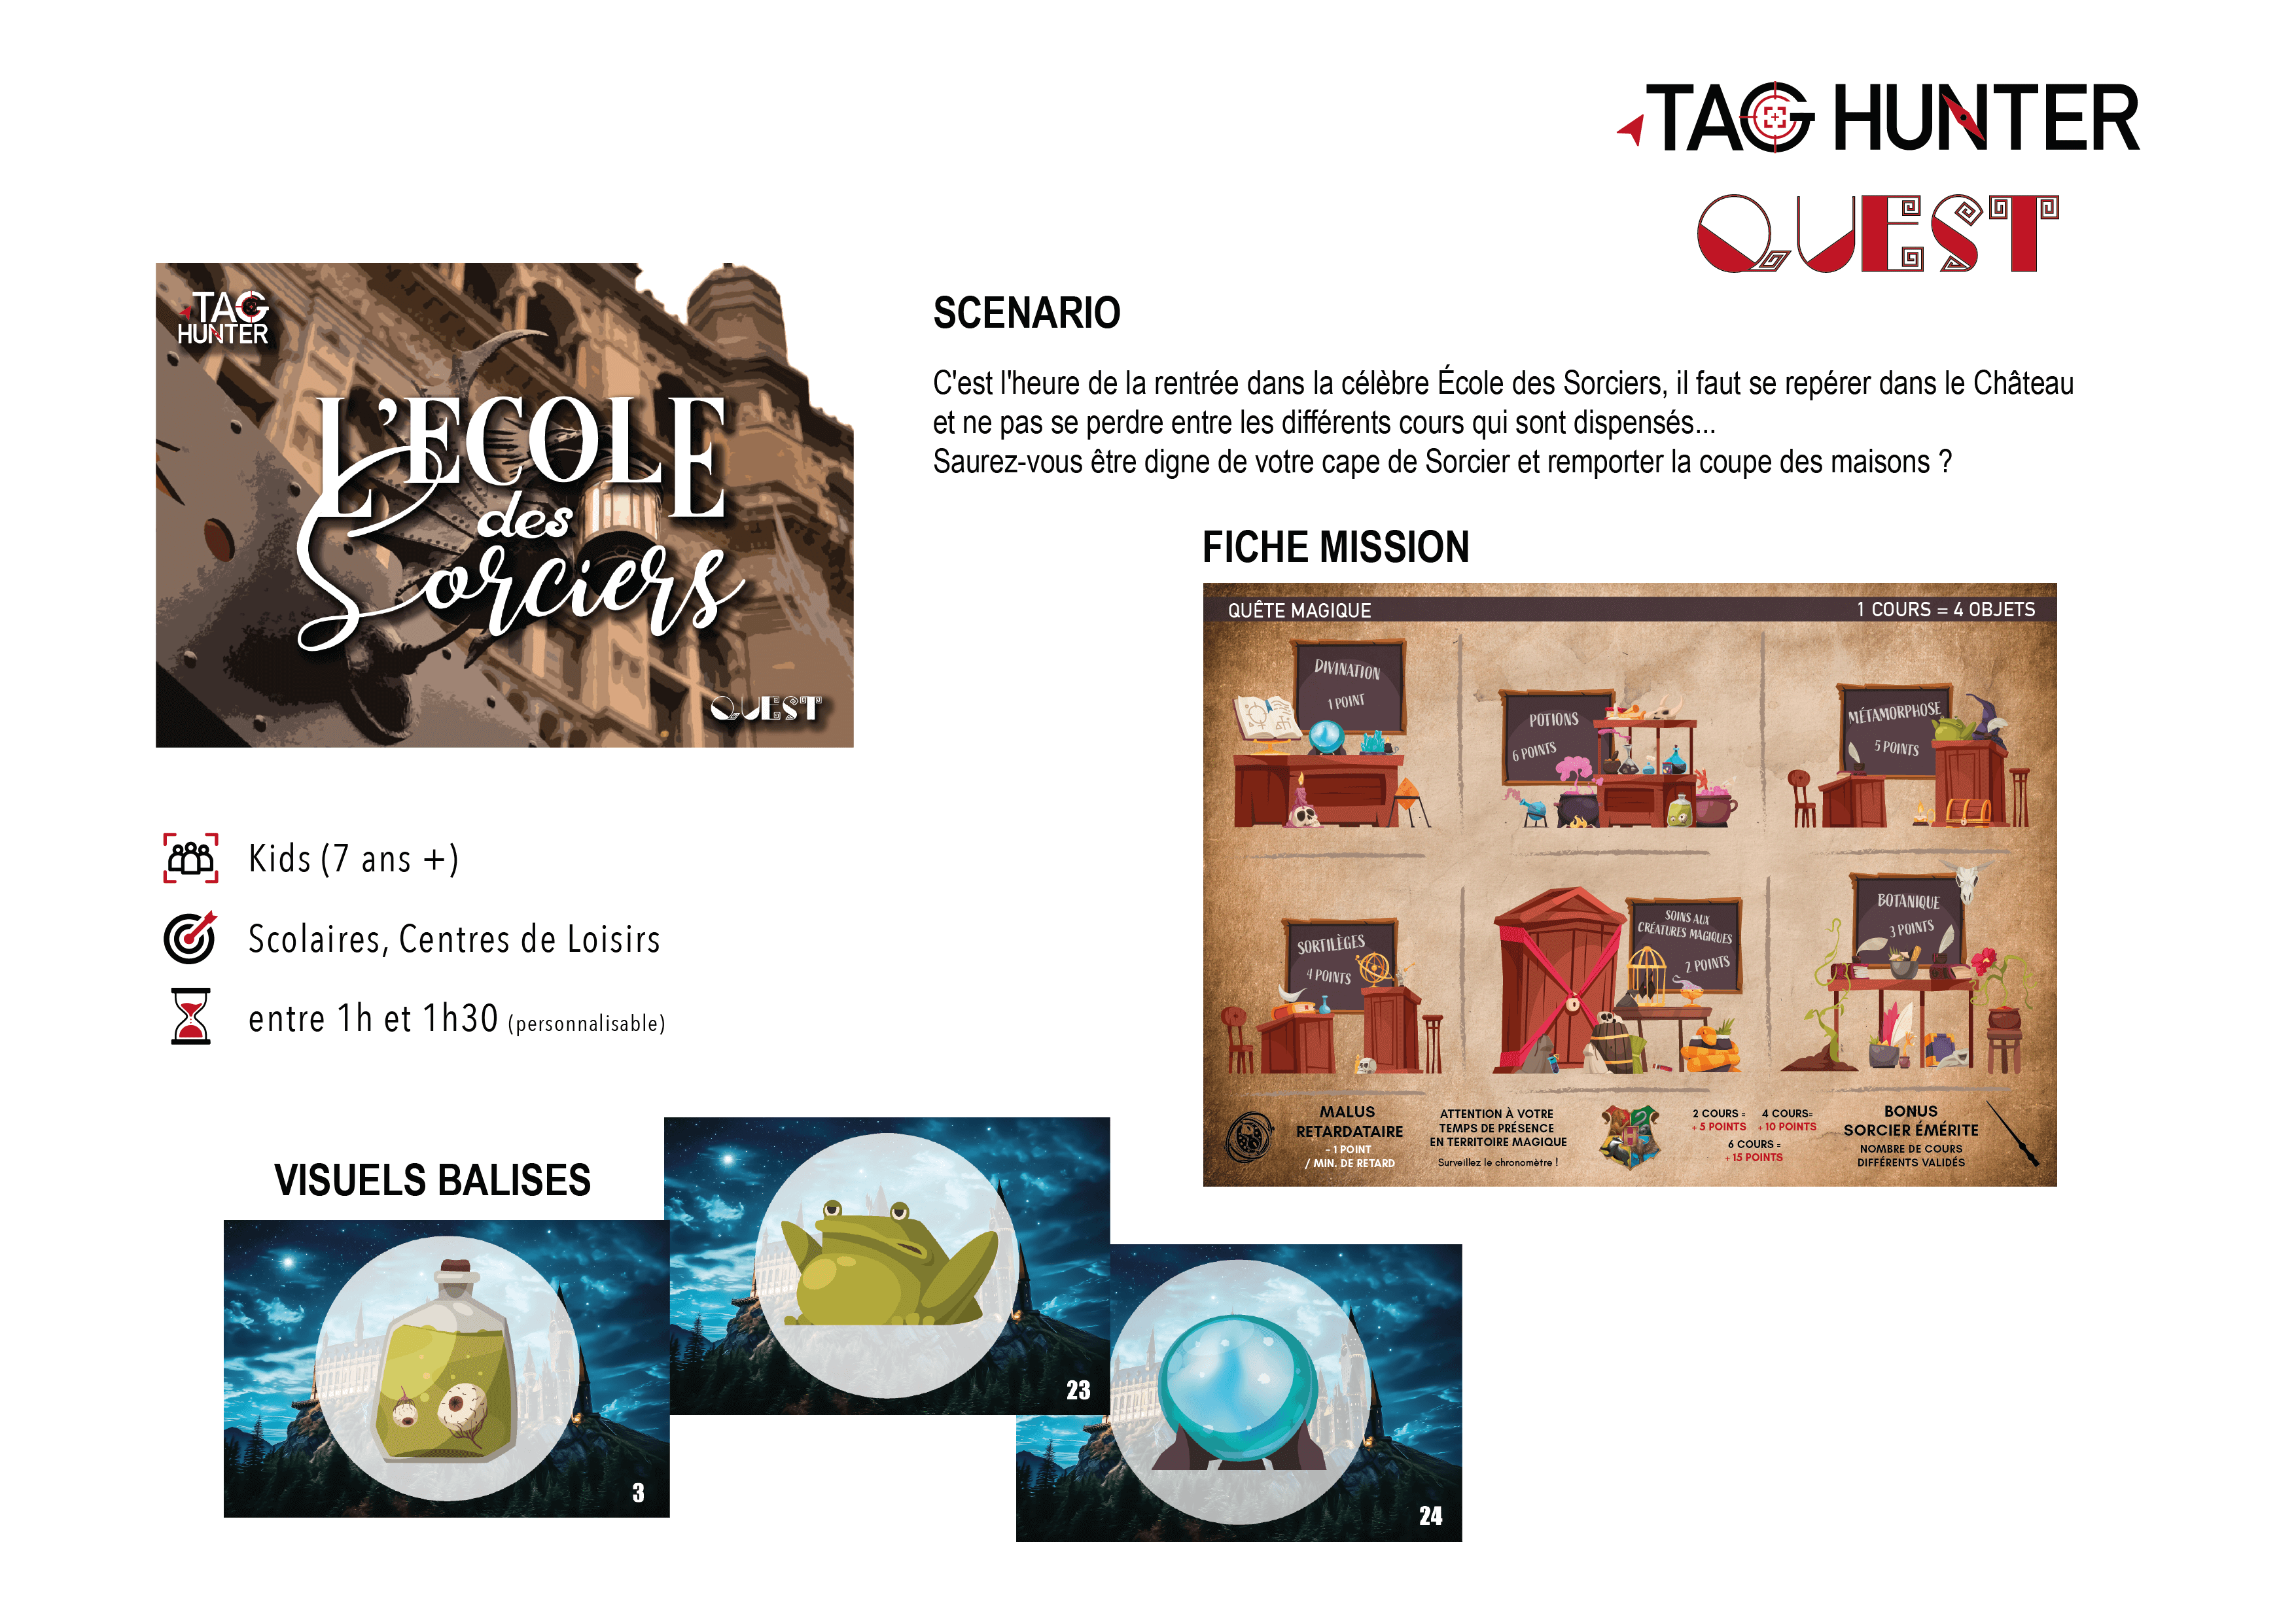 TAG HUNTER
QUEST
TAG
HUNTER
L'ECOLE
des
Sorciers
QUEST
SCENARIO
C'est l'heure de la rentrée dans la célèbre École des Sorciers, il faut se repérer dans le Château
et ne pas se perdre entre les différents cours qui sont dispensés...
Saurez-vous être digne de votre cape de Sorcier et remporter la coupe des maisons ?
FICHE MISSION
QUÊTE MAGIQUE
1 COURS = 4 OBJETS
DIVINATION
1 POINT
POTIONS
6 POINTS
MÉTAMORPHOSE
5 POINTS
SORTILÈGES
4 POINTS
SOINS AUX
CRÉATURES MAGIQUES
2 POINTS
BOTANIQUE
3 POINTS
MALUS
RETARDATAIRE
- 1 POINT
/ MIN. DE RETARD
ATTENTION À VOTRE
TEMPS DE PRÉSENCE
EN TERRITOIRE MAGIQUE
Surveillez le chronomètre !
2 COURS =
+ 5 POINTS
4 COURS=
+ 10 POINTS
6 COURS =
+ 15 POINTS
BONUS
SORCIER ÉMÉRITE
NOMBRE DE COURS
DIFFÉRENTS VALIDÉS
Kids (7 ans +)
Scolaires, Centres de Loisirs
entre 1h et 1h30 (personnalisable)
VISUELS BALISES
3
23
24